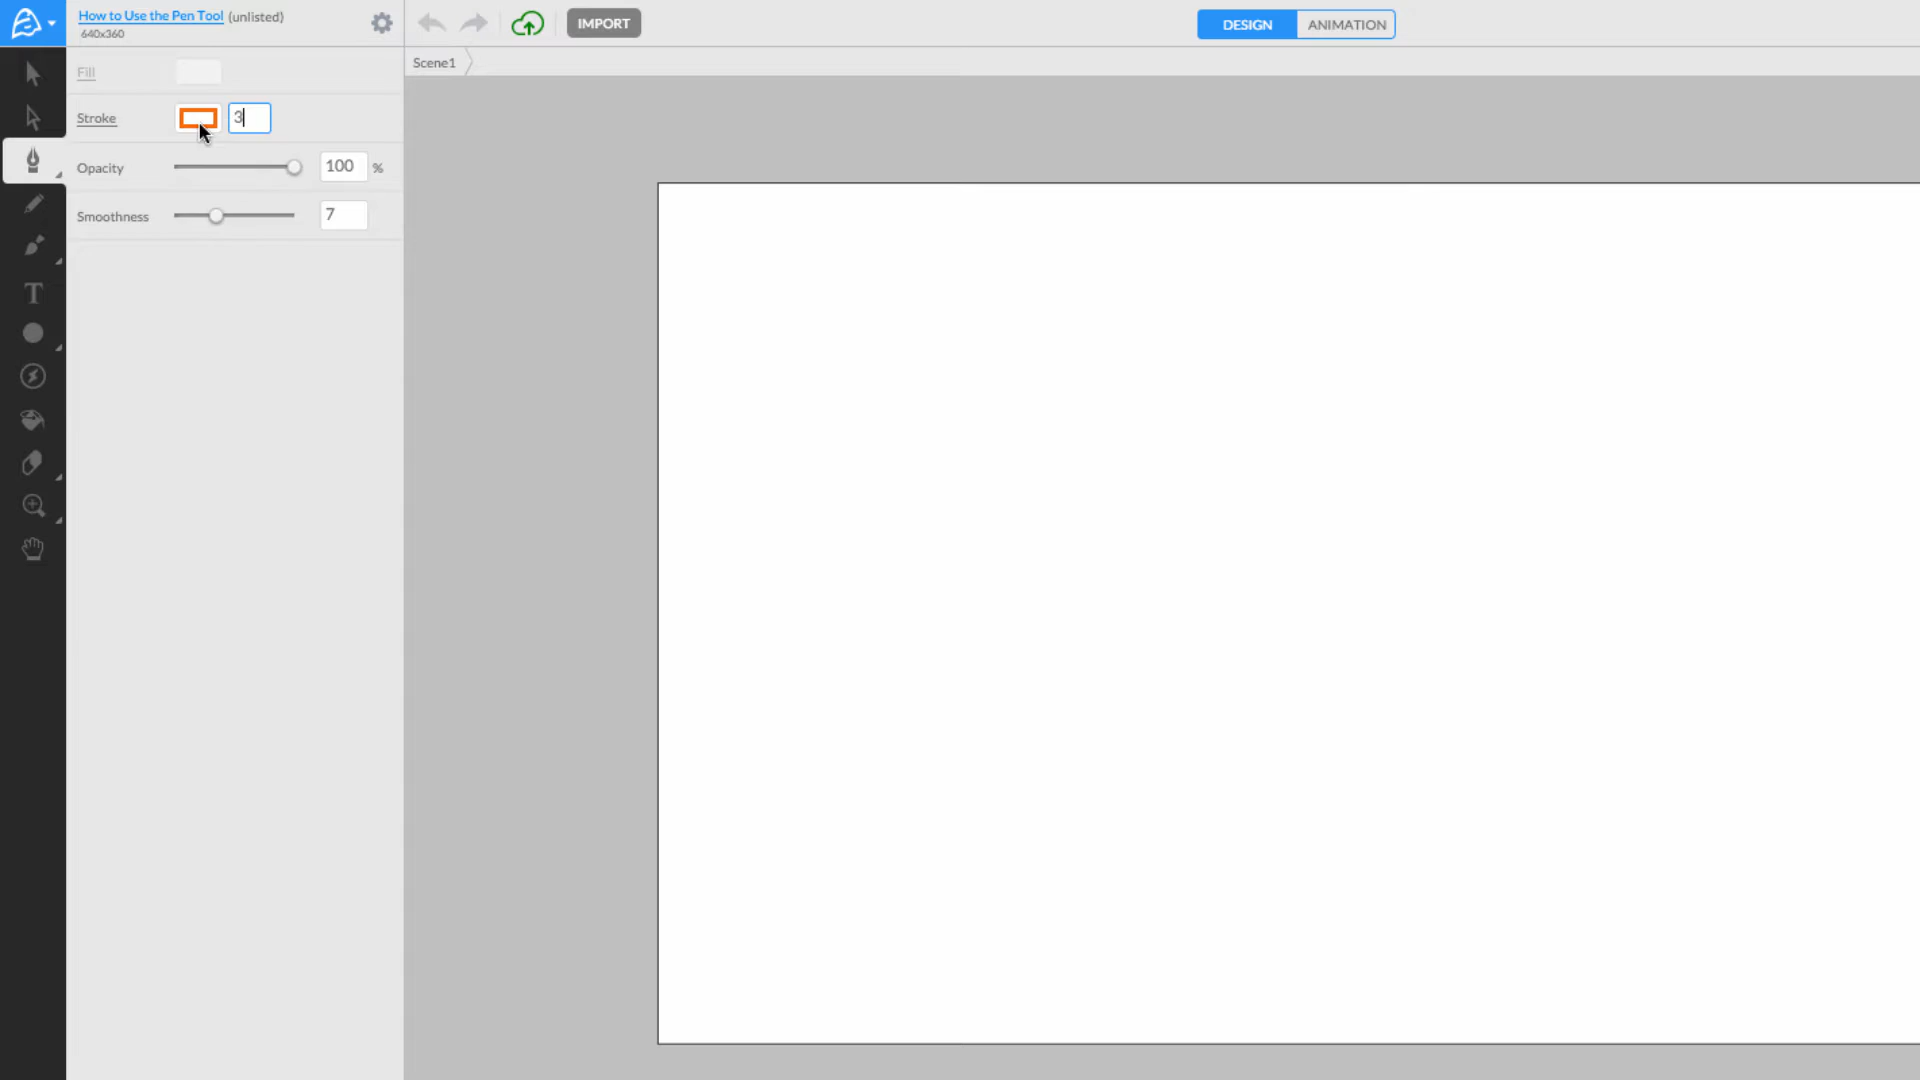 How to Use the Pen Tool (unlisted)
640x360
IMPORT
DESIGN
ANIMATION
Scene1
Fill
Stroke
3
Opacity
100 %
Smoothness
7
T